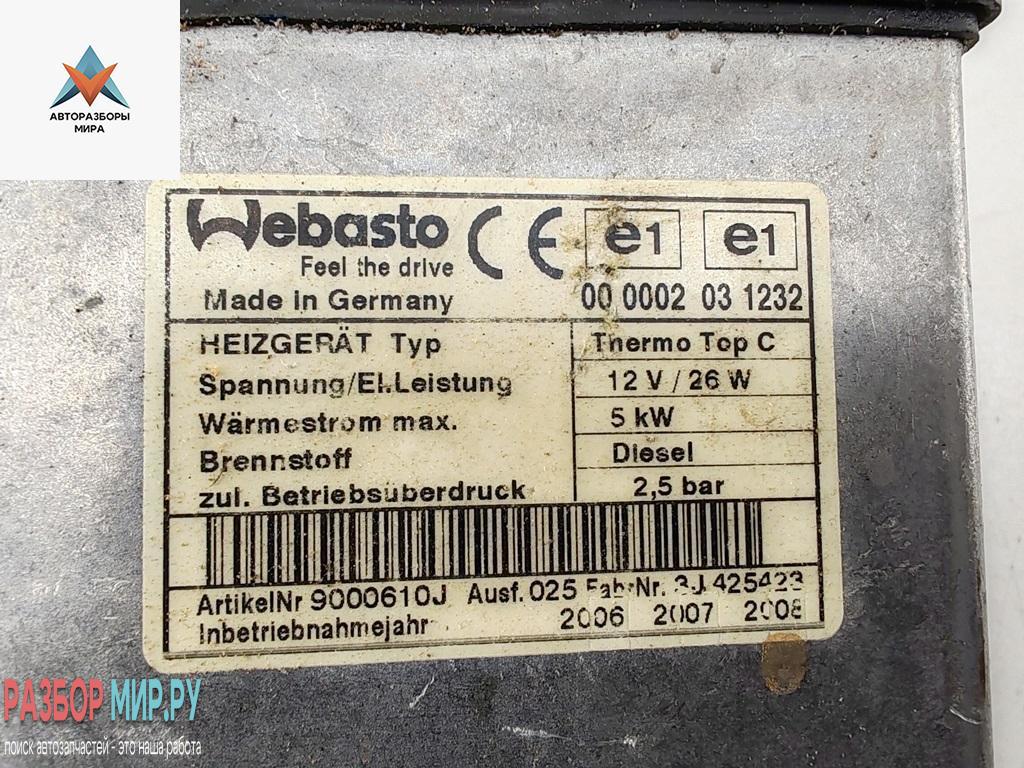 АВТОРАЗБОРЫ
МИРА
Webasto
Feel the drive
Made in Germany
CE e1 e1
00 0002 03 1232
HEIZGERÄT Typ Thermo Top C
Spannung/El.Leistung 12 V / 26 W
Wärmestrom max. 5 kW
Brennstoff Diesel
zul. Betriebsüberdruck 2,5 bar
ArtikelNr 9000610J Ausf. 025 FabrNr. 3J 425423
Inbetriebnahmejahr 2006 2007 2008
РАЗБОР МИР.РУ
поиск автозапчастей - это наша работа